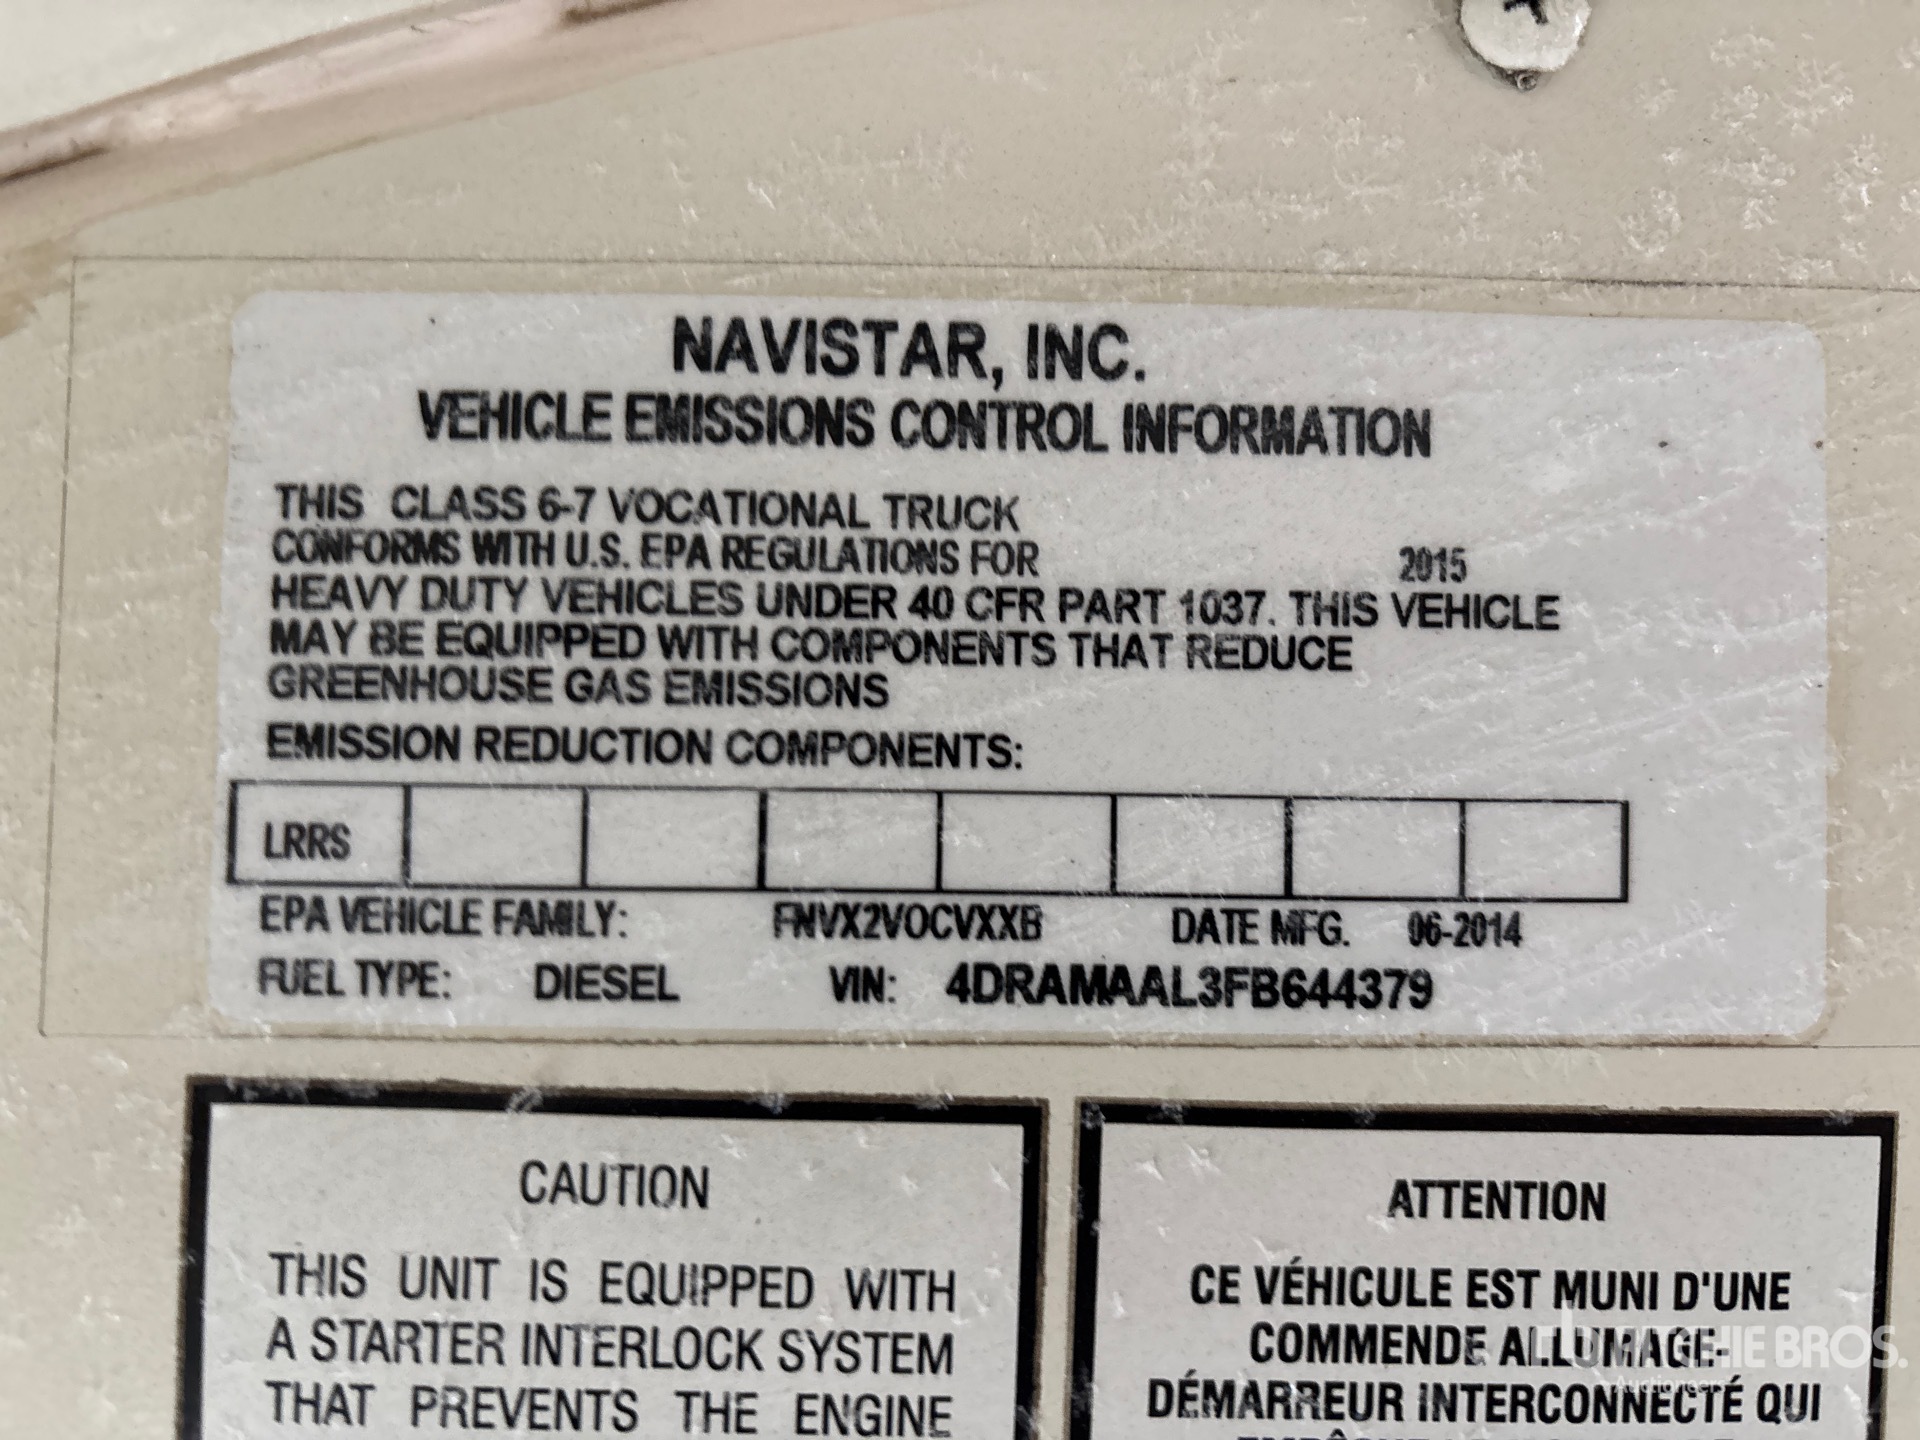 NAVISTAR, INC.
VEHICLE EMISSIONS CONTROL INFORMATION
THIS CLASS 6-7 VOCATIONAL TRUCK
CONFORMS WITH U.S. EPA REGULATIONS FOR 2015
HEAVY DUTY VEHICLES UNDER 40 CFR PART 1037. THIS VEHICLE
MAY BE EQUIPPED WITH COMPONENTS THAT REDUCE
GREENHOUSE GAS EMISSIONS
EMISSION REDUCTION COMPONENTS:
LRRS
EPA VEHICLE FAMILY: FNVX2VOCVXXB DATE MFG. 06-2014
FUEL TYPE: DIESEL VIN: 4DRAMAAL3FB644379
CAUTION
THIS UNIT IS EQUIPPED WITH
A STARTER INTERLOCK SYSTEM
THAT PREVENTS THE ENGINE
ATTENTION
CE VÉHICULE EST MUNI D'UNE
COMMENDE ALLUMAGE-
DÉMARREUR INTERCONNECTÉ QUI
BROS.
Auctioneers